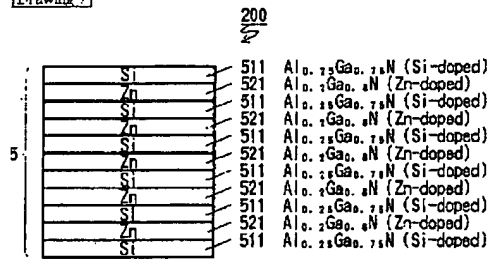 [Drawing 7]
200
Si 511 Al0.25Ga0.75N (Si-doped)
Zn 521 Al0.2Ga0.8N (Zn-doped)
Si 511 Al0.25Ga0.75N (Si-doped)
Zn 521 Al0.2Ga0.8N (Zn-doped)
Si 511 Al0.25Ga0.75N (Si-doped)
5 Zn 521 Al0.2Ga0.8N (Zn-doped)
Si 511 Al0.25Ga0.75N (Si-doped)
Zn 521 Al0.2Ga0.8N (Zn-doped)
Si 511 Al0.25Ga0.75N (Si-doped)
Zn 521 Al0.2Ga0.8N (Zn-doped)
Si 511 Al0.25Ga0.75N (Si-doped)